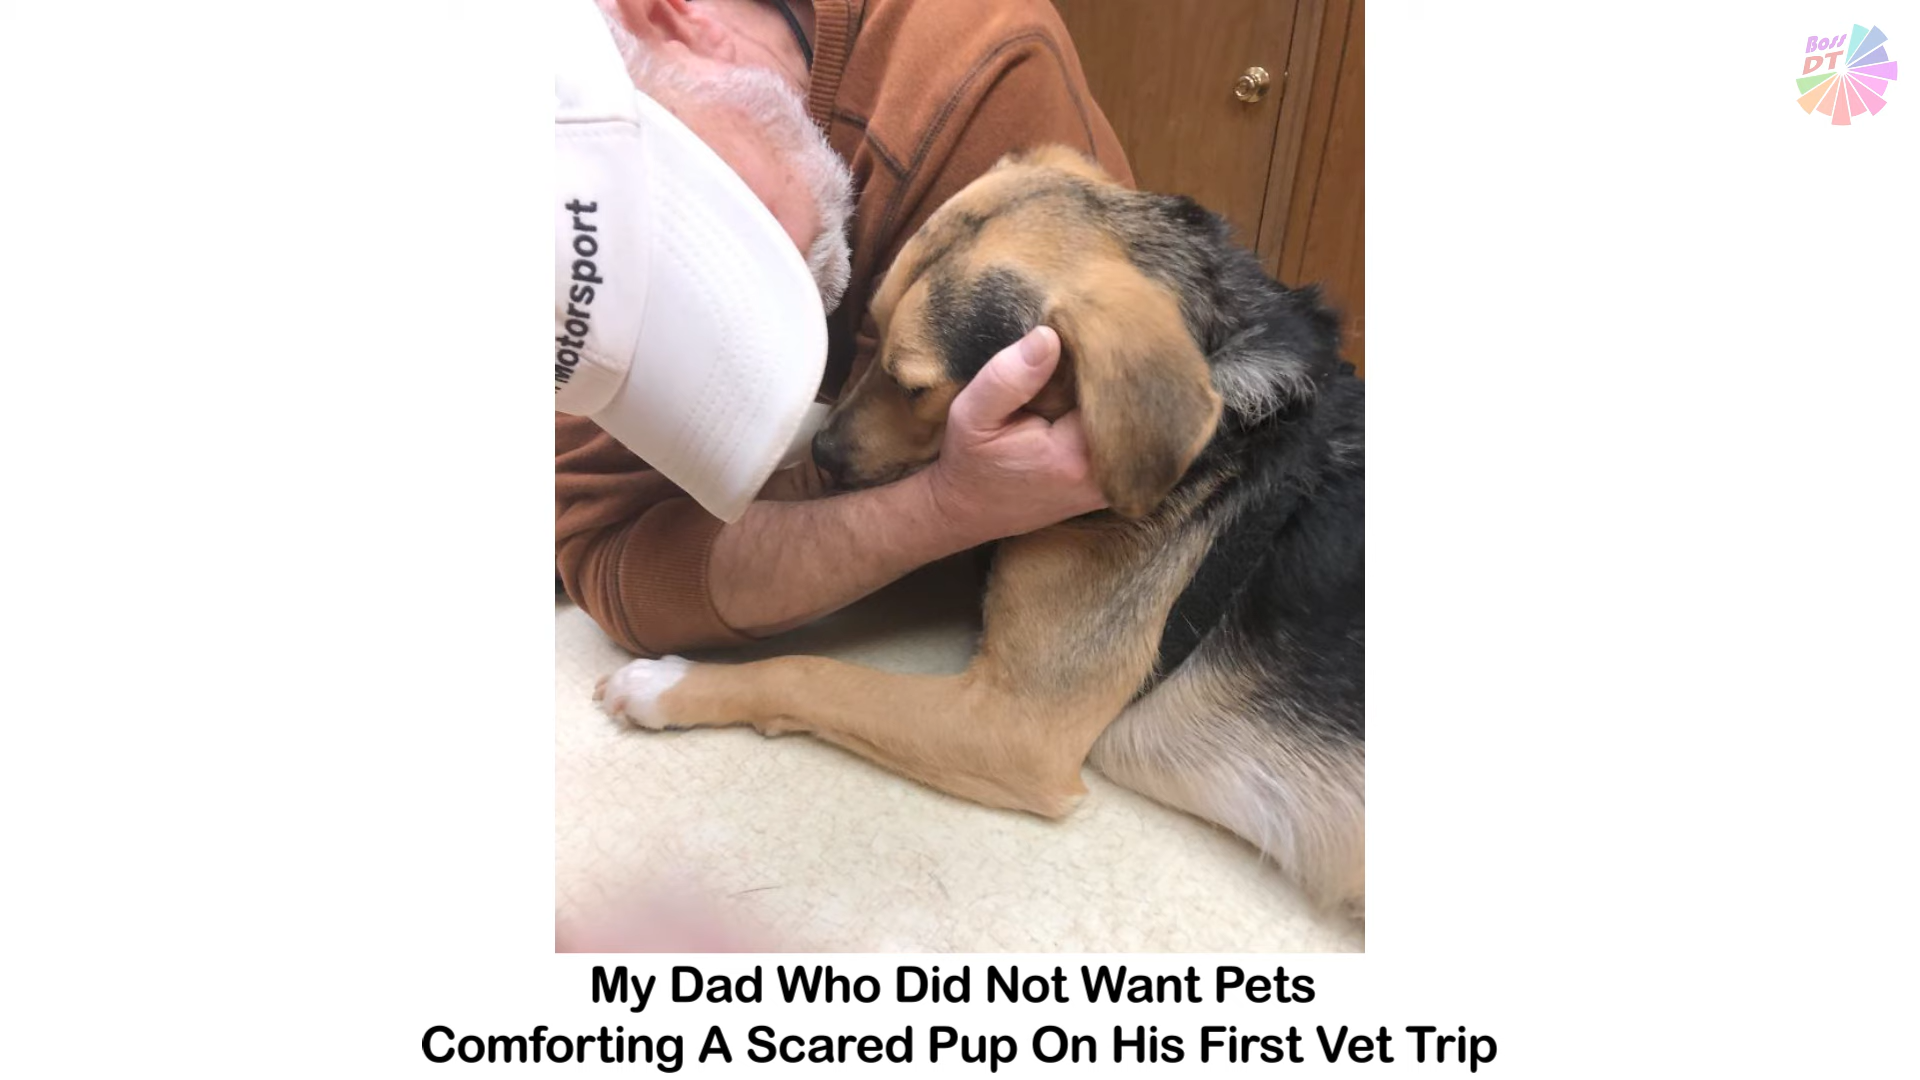 Boss
DT
Motorsport
My Dad Who Did Not Want Pets
Comforting A Scared Pup On His First Vet Trip